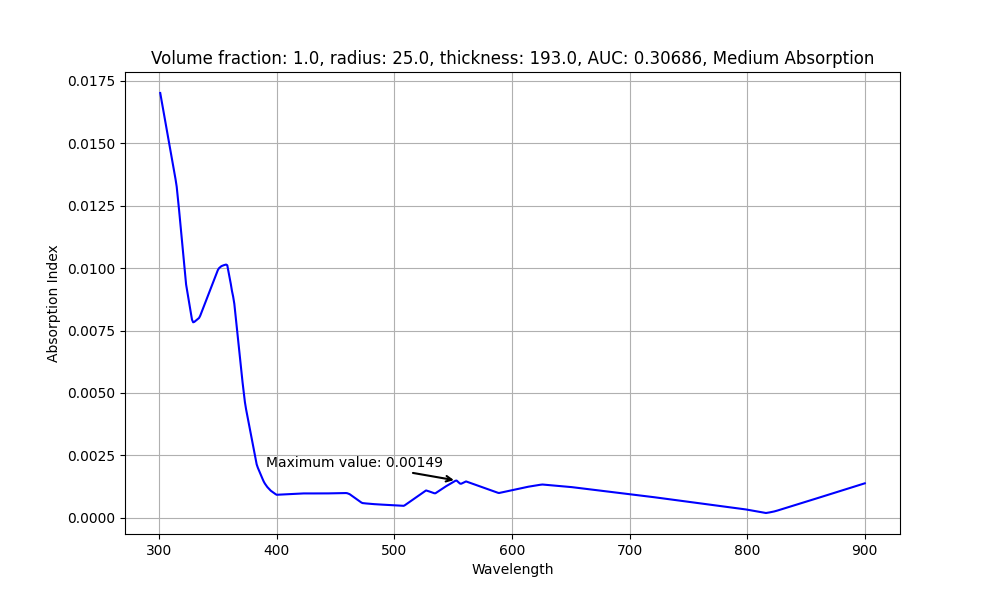 Volume fraction: 1.0, radius: 25.0, thickness: 193.0, AUC: 0.30686, Medium Absorption
0.0175
0.0150
0.0125
0.0100
0.0075
0.0050
0.0025
0.0000
Absorption Index
Maximum value: 0.00149
300 400 500 600 700 800 900
Wavelength